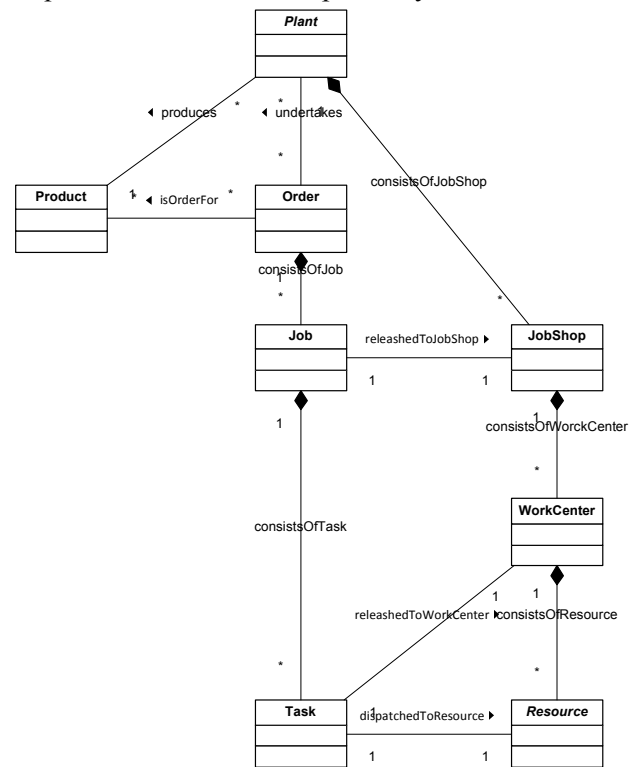 Plant
◄ produces
*
*
◄ undertakes
1
*
consistsOfJobShop
Product
1
*
◄ isOrderFor
*
Order
consistsOfJob
1
*
*
Job
releashedToJobShop ►
JobShop
1
1
1
1
consistsOfWorckCenter
*
WorkCenter
consistsOfTask
1
1
releashedToWorkCenter ►
consistsOfResource
*
*
Task
1
dispatchedToResource ►
Resource
1
1